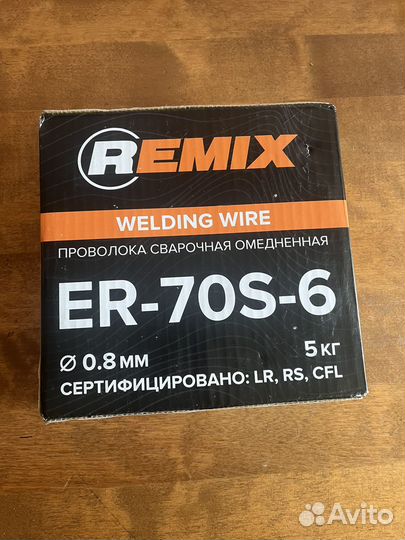 REMIX
WELDING WIRE
ПРОВОЛОКА СВАРОЧНАЯ ОМЕДНЕННАЯ
ER-70S-6
Ø 0.8 ММ 5 КГ
СЕРТИФИЦИРОВАНО: LR, RS, CFL
Avito